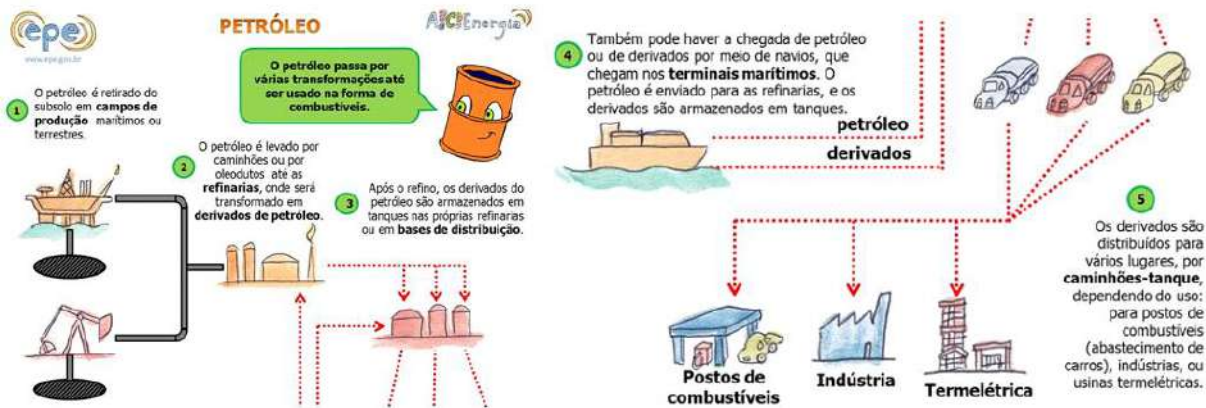 epe
www.epe.gov.br
PETRÓLEO
ABCDEnergia
O petróleo passa por
várias transformações até
ser usado na forma de
combustíveis.
1
O petróleo é retirado do
subsolo em campos de
produção marítimos ou
terrestres.
2
O petróleo é levado por
caminhões ou por
oleodutos até as
refinarias, onde será
transformado em
derivados de petróleo.
3
Após o refino, os derivados do
petróleo são armazenados em
tanques nas próprias refinarias
ou em bases de distribuição.
4
Também pode haver a chegada de petróleo
ou de derivados por meio de navios, que
chegam nos terminais marítimos. O
petróleo é enviado para as refinarias, e os
derivados são armazenados em tanques.
petróleo
derivados
5
Os derivados são
distribuídos para
vários lugares, por
caminhões-tanque,
dependendo do uso:
para postos de
combustíveis
(abastecimento de
carros), indústrias, ou
usinas termelétricas.
Postos de
combustíveis
Indústria
Termelétrica